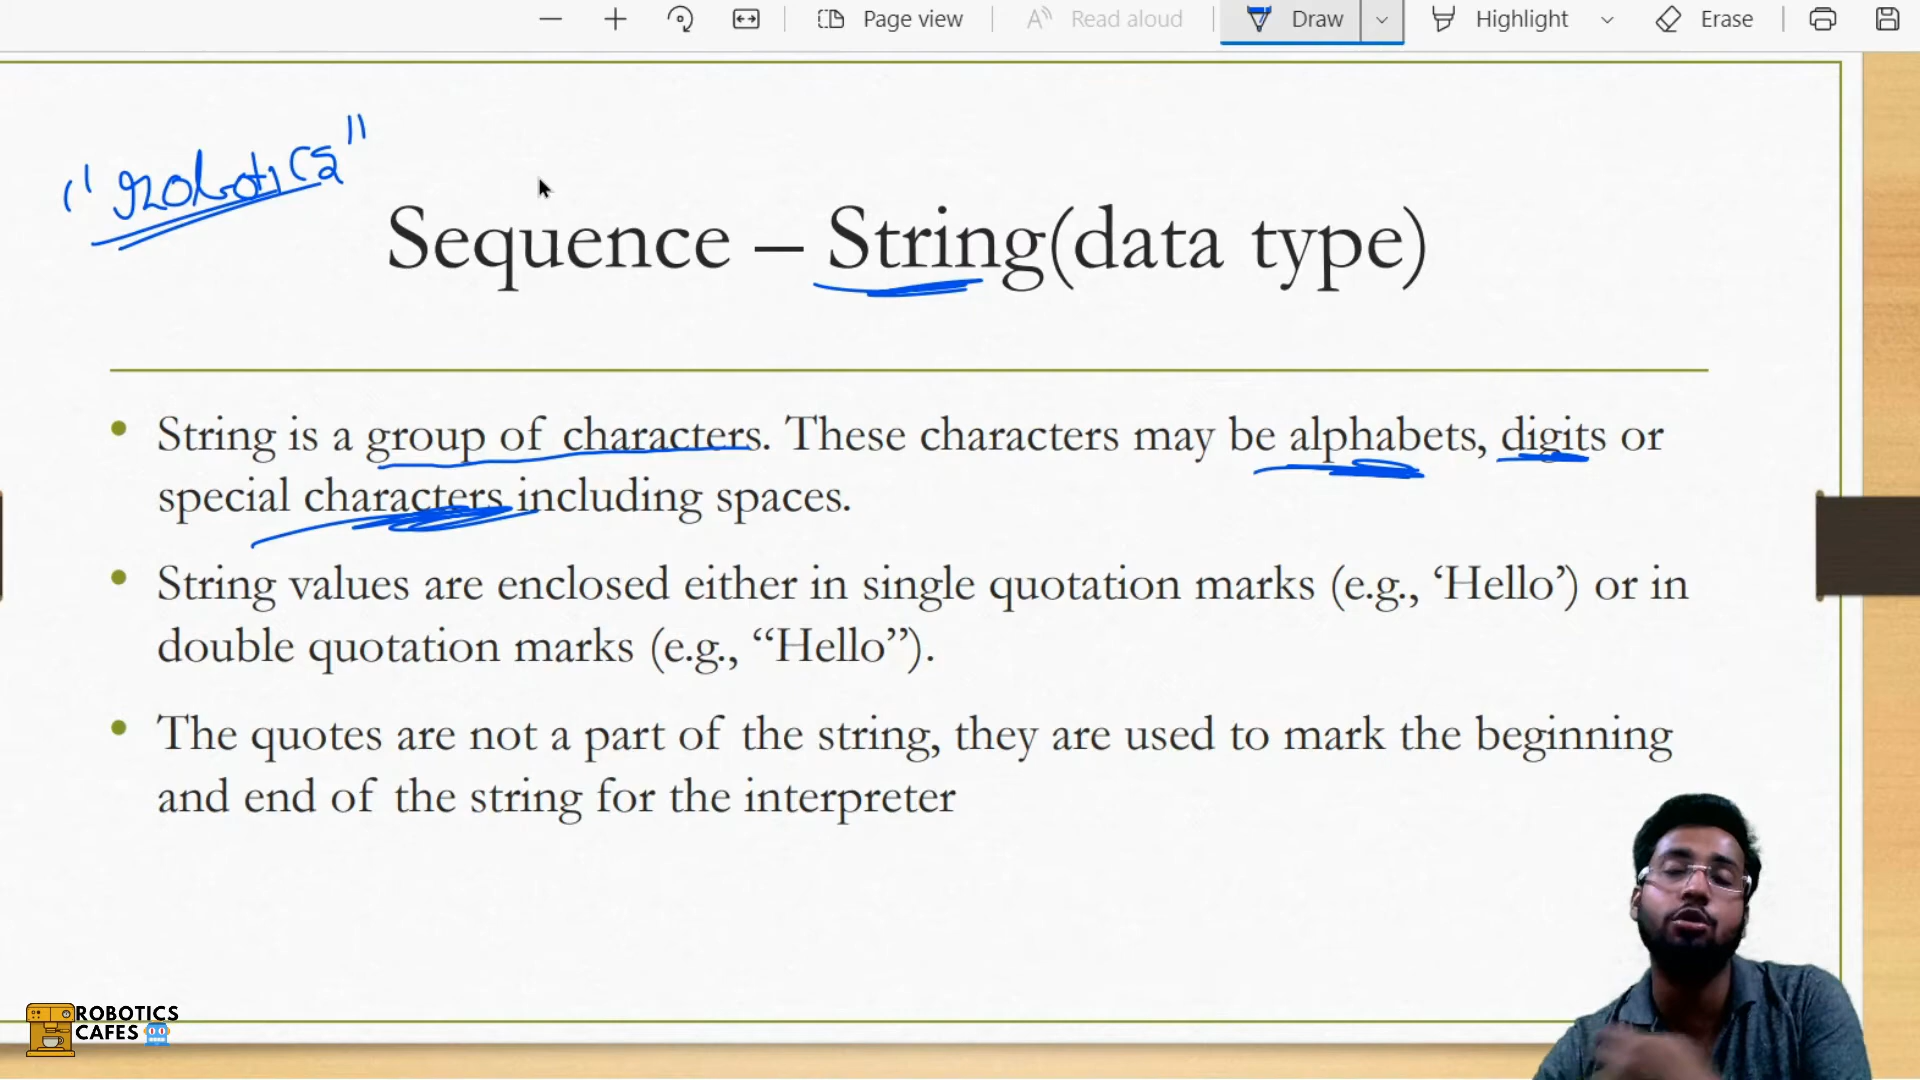 Page view
Read aloud
Draw
Highlight
Erase
"robotics"
Sequence – String(data type)
• String is a group of characters. These characters may be alphabets, digits or
special characters including spaces.
• String values are enclosed either in single quotation marks (e.g., ‘Hello’) or in
double quotation marks (e.g., “Hello”).
• The quotes are not a part of the string, they are used to mark the beginning
and end of the string for the interpreter
ROBOTICS
CAFES